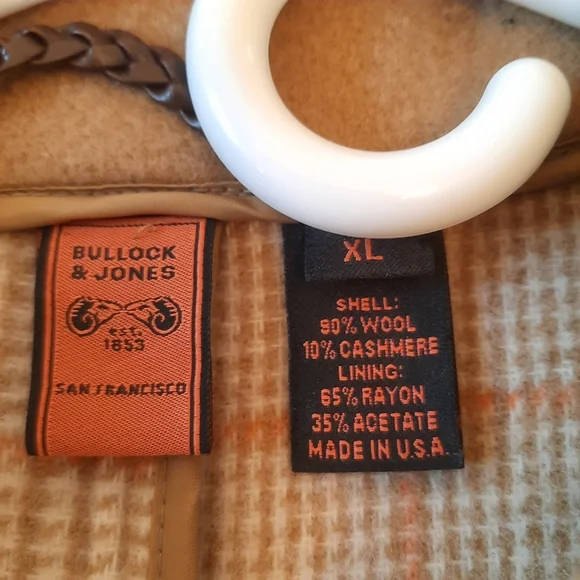 BULLOCK
& JONES
est.
1853
SAN FRANCISCO
XL
SHELL:
90% WOOL
10% CASHMERE
LINING:
65% RAYON
35% ACETATE
MADE IN U.S.A.